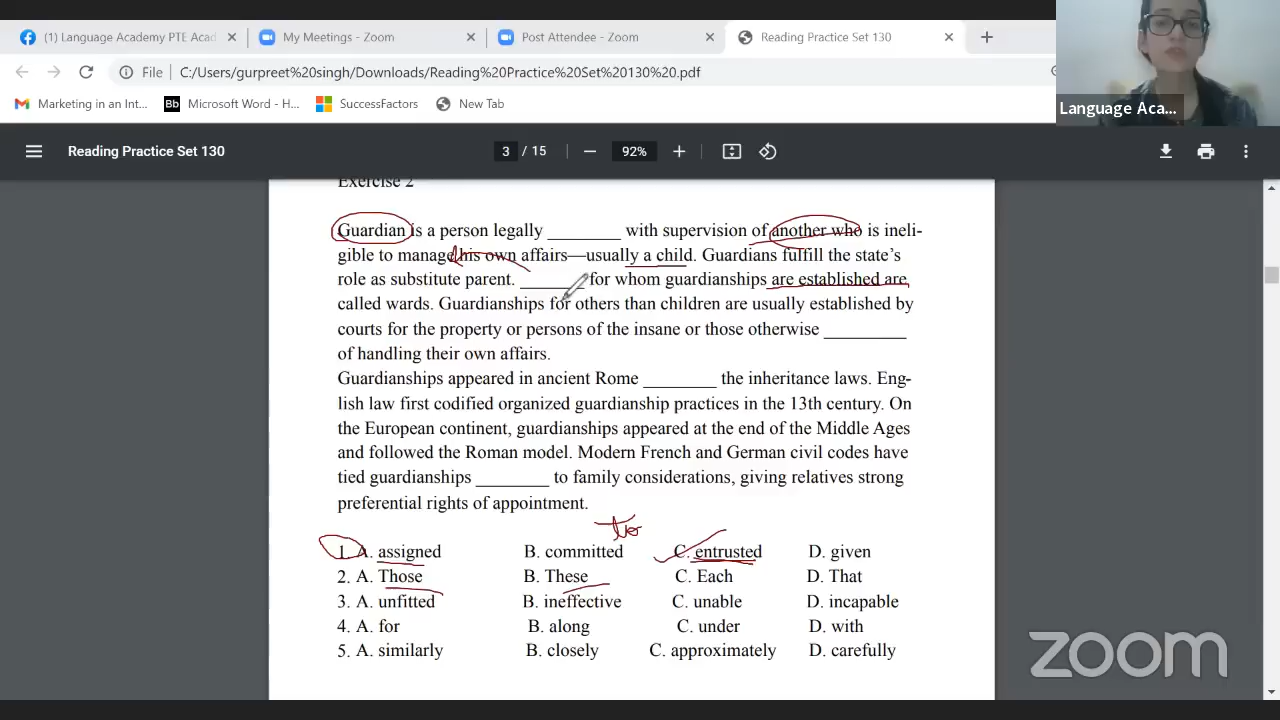 (1) Language Academy PTE Acad
My Meetings - Zoom
Post Attendee - Zoom
Reading Practice Set 130
File C:/Users/gurpreet%20singh/Downloads/Reading%20Practice%20Set%20130%20.pdf
Marketing in an Int...
Bb Microsoft Word - H...
SuccessFactors
New Tab
Language Aca...
Reading Practice Set 130
3 / 15
92%
Exercise 2
Guardian is a person legally ________ with supervision of another who is ineli-
gible to manage his own affairs—usually a child. Guardians fulfill the state’s
role as substitute parent. _______ for whom guardianships are established are
called wards. Guardianships for others than children are usually established by
courts for the property or persons of the insane or those otherwise _________
of handling their own affairs.
Guardianships appeared in ancient Rome ________ the inheritance laws. Eng-
lish law first codified organized guardianship practices in the 13th century. On
the European continent, guardianships appeared at the end of the Middle Ages
and followed the Roman model. Modern French and German civil codes have
tied guardianships ________ to family considerations, giving relatives strong
preferential rights of appointment.
to
1. A. assigned B. committed C. entrusted D. given
2. A. Those B. These C. Each D. That
3. A. unfitted B. ineffective C. unable D. incapable
4. A. for B. along C. under D. with
5. A. similarly B. closely C. approximately D. carefully
zoom